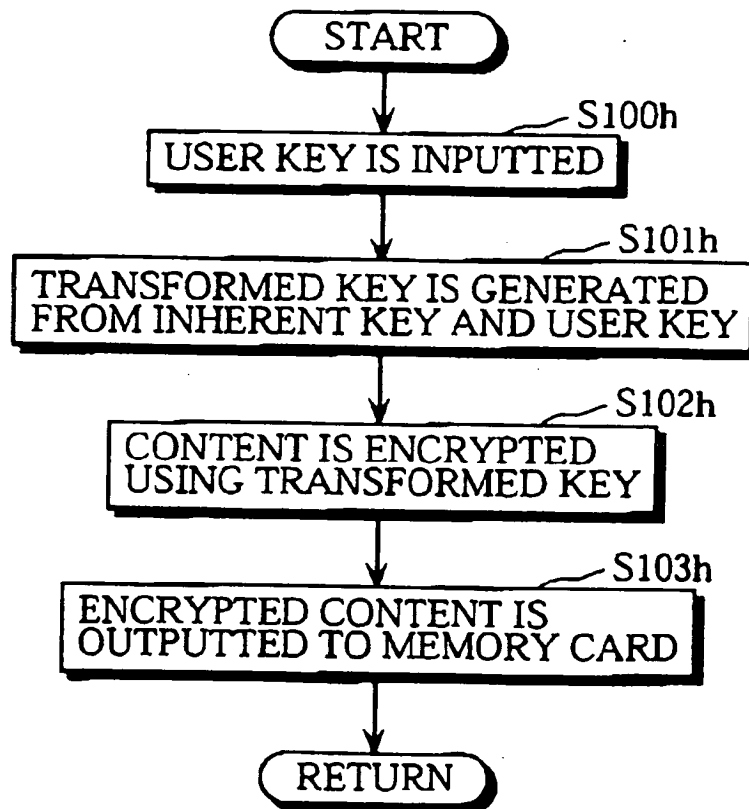 START
S100h
USER KEY IS INPUTTED
S101h
TRANSFORMED KEY IS GENERATED
FROM INHERENT KEY AND USER KEY
S102h
CONTENT IS ENCRYPTED
USING TRANSFORMED KEY
S103h
ENCRYPTED CONTENT IS
OUTPUTTED TO MEMORY CARD
RETURN